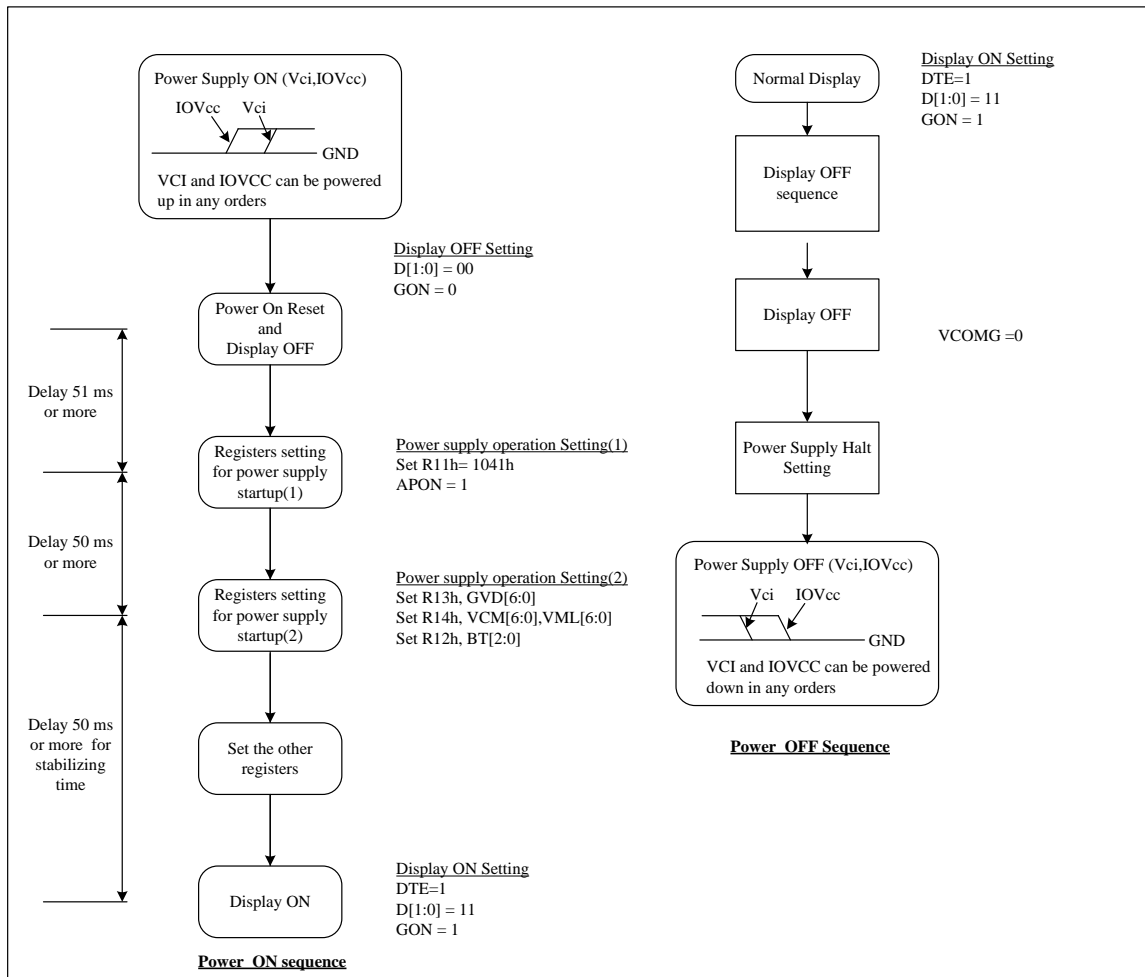 Power Supply ON (Vci,IOVcc)
IOVcc
Vci
GND
VCI and IOVCC can be powered
up in any orders
Display OFF Setting
D[1:0] = 00
GON = 0
Power On Reset
and
Display OFF
Delay 51 ms
or more
Registers setting
for power supply
startup(1)
Power supply operation Setting(1)
Set R11h= 1041h
APON = 1
Delay 50 ms
or more
Registers setting
for power supply
startup(2)
Power supply operation Setting(2)
Set R13h, GVD[6:0]
Set R14h, VCM[6:0],VML[6:0]
Set R12h, BT[2:0]
Delay 50 ms
or more for
stabilizing
time
Set the other
registers
Display ON
Display ON Setting
DTE=1
D[1:0] = 11
GON = 1
Power ON sequence
Normal Display
Display ON Setting
DTE=1
D[1:0] = 11
GON = 1
Display OFF
sequence
Display OFF
VCOMG =0
Power Supply Halt
Setting
Power Supply OFF (Vci,IOVcc)
Vci
IOVcc
GND
VCI and IOVCC can be powered
down in any orders
Power OFF Sequence